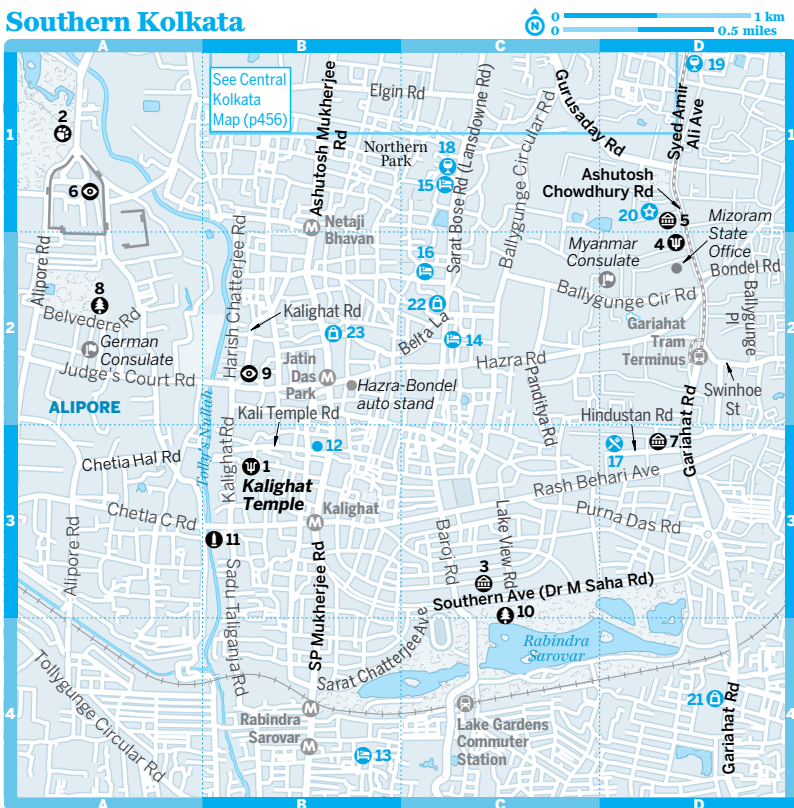 Southern Kolkata
N
0 1 km
0 0.5 miles
A B C D
See Central
Kolkata
Map (p456)
Ashutosh Mukherjee
Rd
Elgin Rd
Sarat Bose Rd (Lansdowne Rd)
Gurusaday Rd
Syed Amir
Ali Ave
19
1
2
1
Northern
Park
18
15
Ballygunge Circular Rd
Ashutosh
Chowdhury Rd
6
20
5
Mizoram
State
Office
Netaji
Bhavan
4
Myanmar
Consulate
Bondel Rd
Alipore Rd
Harish Chatterjee Rd
16
8
Ballygunge Cir Rd
Ballygunge
Pl
Kalighat Rd
22
2
Belvedere Rd
23
Belta La
14
Gariahat
Tram
Terminus
2
German
Consulate
Judge's Court Rd
9
Jatin
Das
Park
Hazra Rd
Hazra-Bondel
auto stand
Panditya Rd
Swinhoe
St
ALIPORE
Kali Temple Rd
Hindustan Rd
Gariahat Rd
Tolly's Nullah
Kalighat Rd
12
17
7
Chetia Hal Rd
1
Kalighat
Temple
Rash Behari Ave
Chetla C Rd
Kalighat
Lake View Rd
Purna Das Rd
3
3
11
Baroj Rd
3
Alipore Rd
Southern Ave (Dr M Saha Rd)
10
Sadu Taliganja Rd
SP Mukherjee Rd
Sarat Chatterjee Ave
Rabindra
Sarovar
Tollygunge Circular Rd
4
21
4
Rabindra
Sarovar
Lake Gardens
Commuter
Station
13
Gariahat Rd
A B C D